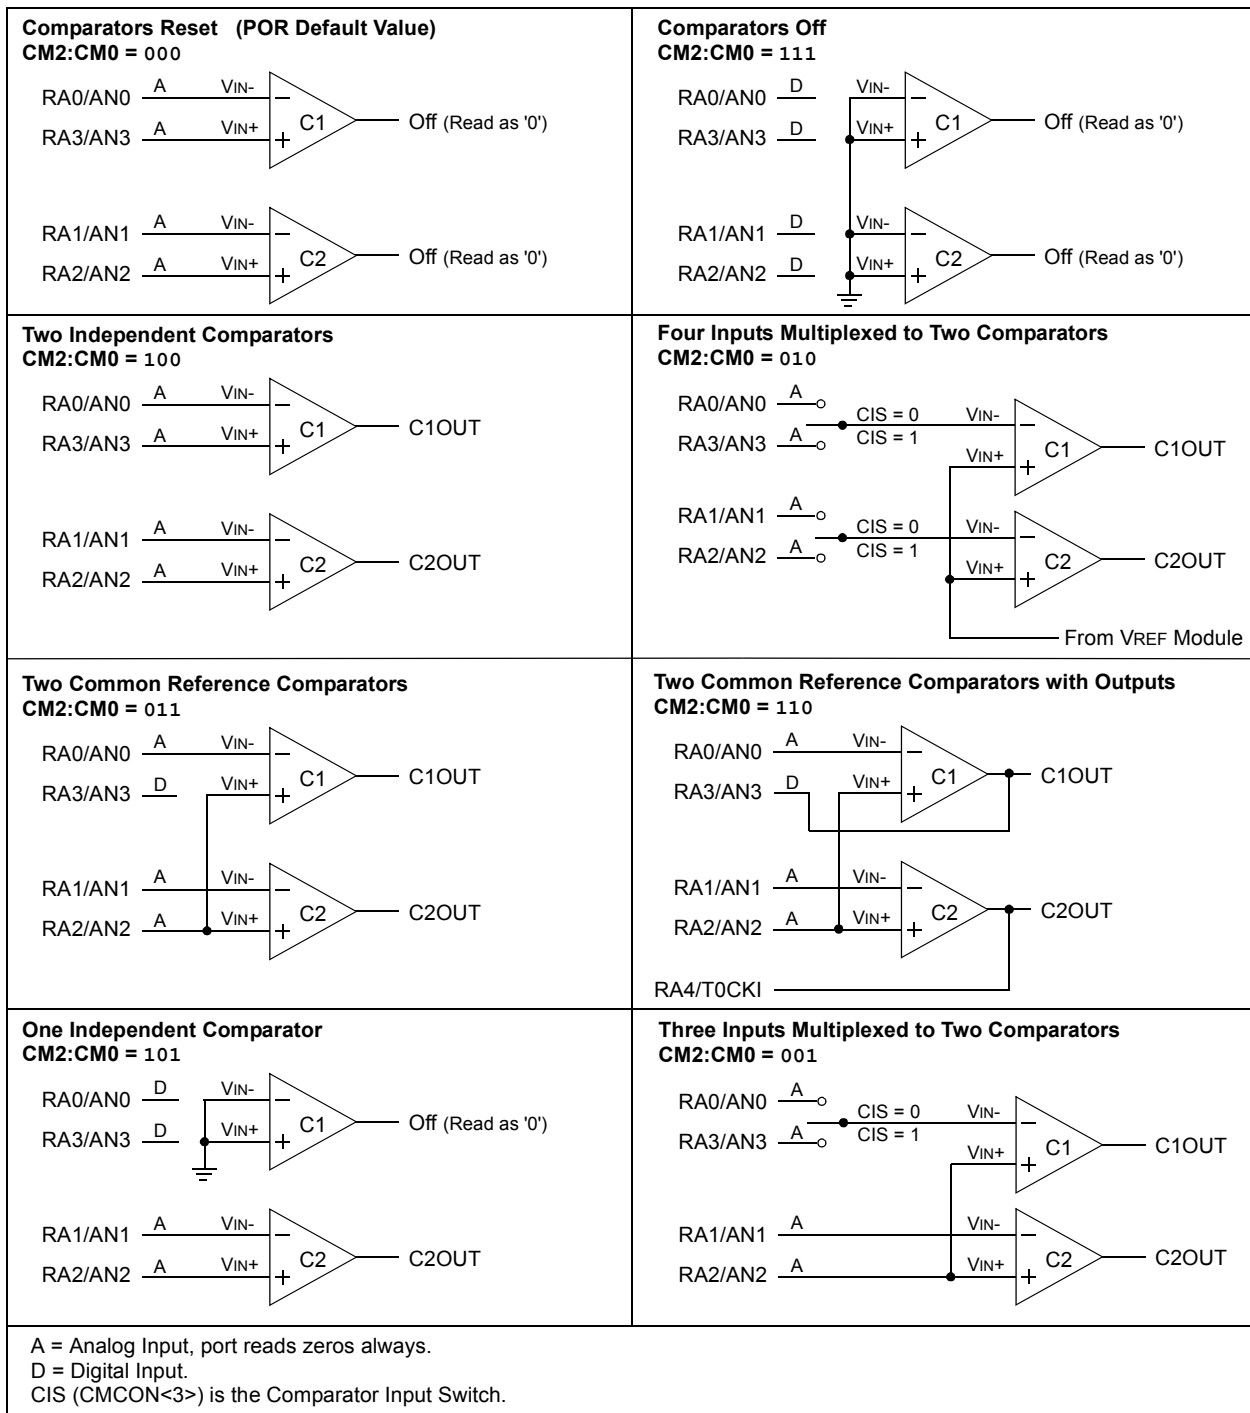 Comparators Reset (POR Default Value)
CM2:CM0 = 000
RA0/AN0 A VIN- −
RA3/AN3 A VIN+ + C1 Off (Read as '0')
RA1/AN1 A VIN- −
RA2/AN2 A VIN+ + C2 Off (Read as '0')
Comparators Off
CM2:CM0 = 111
RA0/AN0 D VIN- −
RA3/AN3 D VIN+ + C1 Off (Read as '0')
RA1/AN1 D VIN- −
RA2/AN2 D VIN+ + C2 Off (Read as '0')
Two Independent Comparators
CM2:CM0 = 100
RA0/AN0 A VIN- −
RA3/AN3 A VIN+ + C1 C1OUT
RA1/AN1 A VIN- −
RA2/AN2 A VIN+ + C2 C2OUT
Four Inputs Multiplexed to Two Comparators
CM2:CM0 = 010
RA0/AN0 A CIS = 0 VIN- −
RA3/AN3 A CIS = 1 VIN+ + C1 C1OUT
RA1/AN1 A CIS = 0 VIN- −
RA2/AN2 A CIS = 1 VIN+ + C2 C2OUT
From VREF Module
Two Common Reference Comparators
CM2:CM0 = 011
RA0/AN0 A VIN- −
RA3/AN3 D VIN+ + C1 C1OUT
RA1/AN1 A VIN- −
RA2/AN2 A VIN+ + C2 C2OUT
Two Common Reference Comparators with Outputs
CM2:CM0 = 110
RA0/AN0 A VIN- −
RA3/AN3 D VIN+ + C1 C1OUT
RA1/AN1 A VIN- −
RA2/AN2 A VIN+ + C2 C2OUT
RA4/T0CKI
One Independent Comparator
CM2:CM0 = 101
RA0/AN0 D VIN- −
RA3/AN3 D VIN+ + C1 Off (Read as '0')
RA1/AN1 A VIN- −
RA2/AN2 A VIN+ + C2 C2OUT
Three Inputs Multiplexed to Two Comparators
CM2:CM0 = 001
RA0/AN0 A CIS = 0 VIN- −
RA3/AN3 A CIS = 1 VIN+ + C1 C1OUT
RA1/AN1 A VIN- −
RA2/AN2 A VIN+ + C2 C2OUT
A = Analog Input, port reads zeros always.
D = Digital Input.
CIS (CMCON<3>) is the Comparator Input Switch.